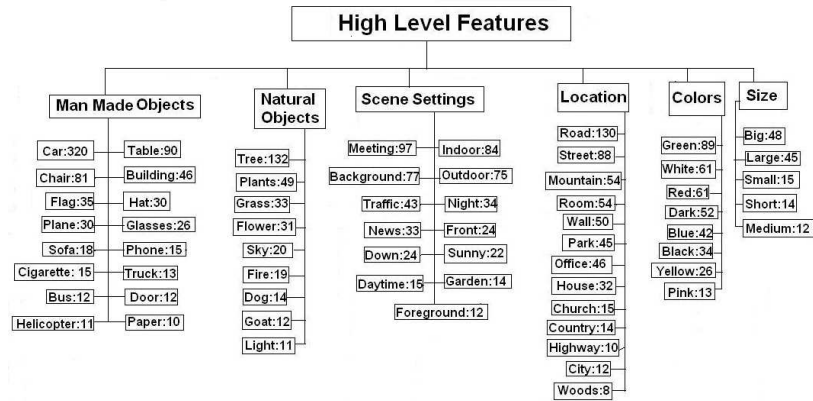 High Level Features
Man Made Objects
Car:320
Table:90
Chair:81
Building:46
Flag:35
Hat:30
Plane:30
Glasses:26
Sofa:18
Phone:15
Cigarette: 15
Truck:13
Bus:12
Door:12
Helicopter:11
Paper:10
Natural
Objects
Tree:132
Plants:49
Grass:33
Flower:31
Sky:20
Fire:19
Dog:14
Goat:12
Light:11
Scene Settings
Meeting:97
Indoor:84
Background:77
Outdoor:75
Traffic:43
Night:34
News:33
Front:24
Down:24
Sunny:22
Daytime:15
Garden:14
Foreground:12
Location
Road:130
Street:88
Mountain:54
Room:54
Wall:50
Park:45
Office:46
House:32
Church:15
Country:14
Highway:10
City:12
Woods:8
Colors
Green:89
White:61
Red:61
Dark:52
Blue:42
Black:34
Yellow:26
Pink:13
Size
Big:48
Large:45
Small:15
Short:14
Medium:12